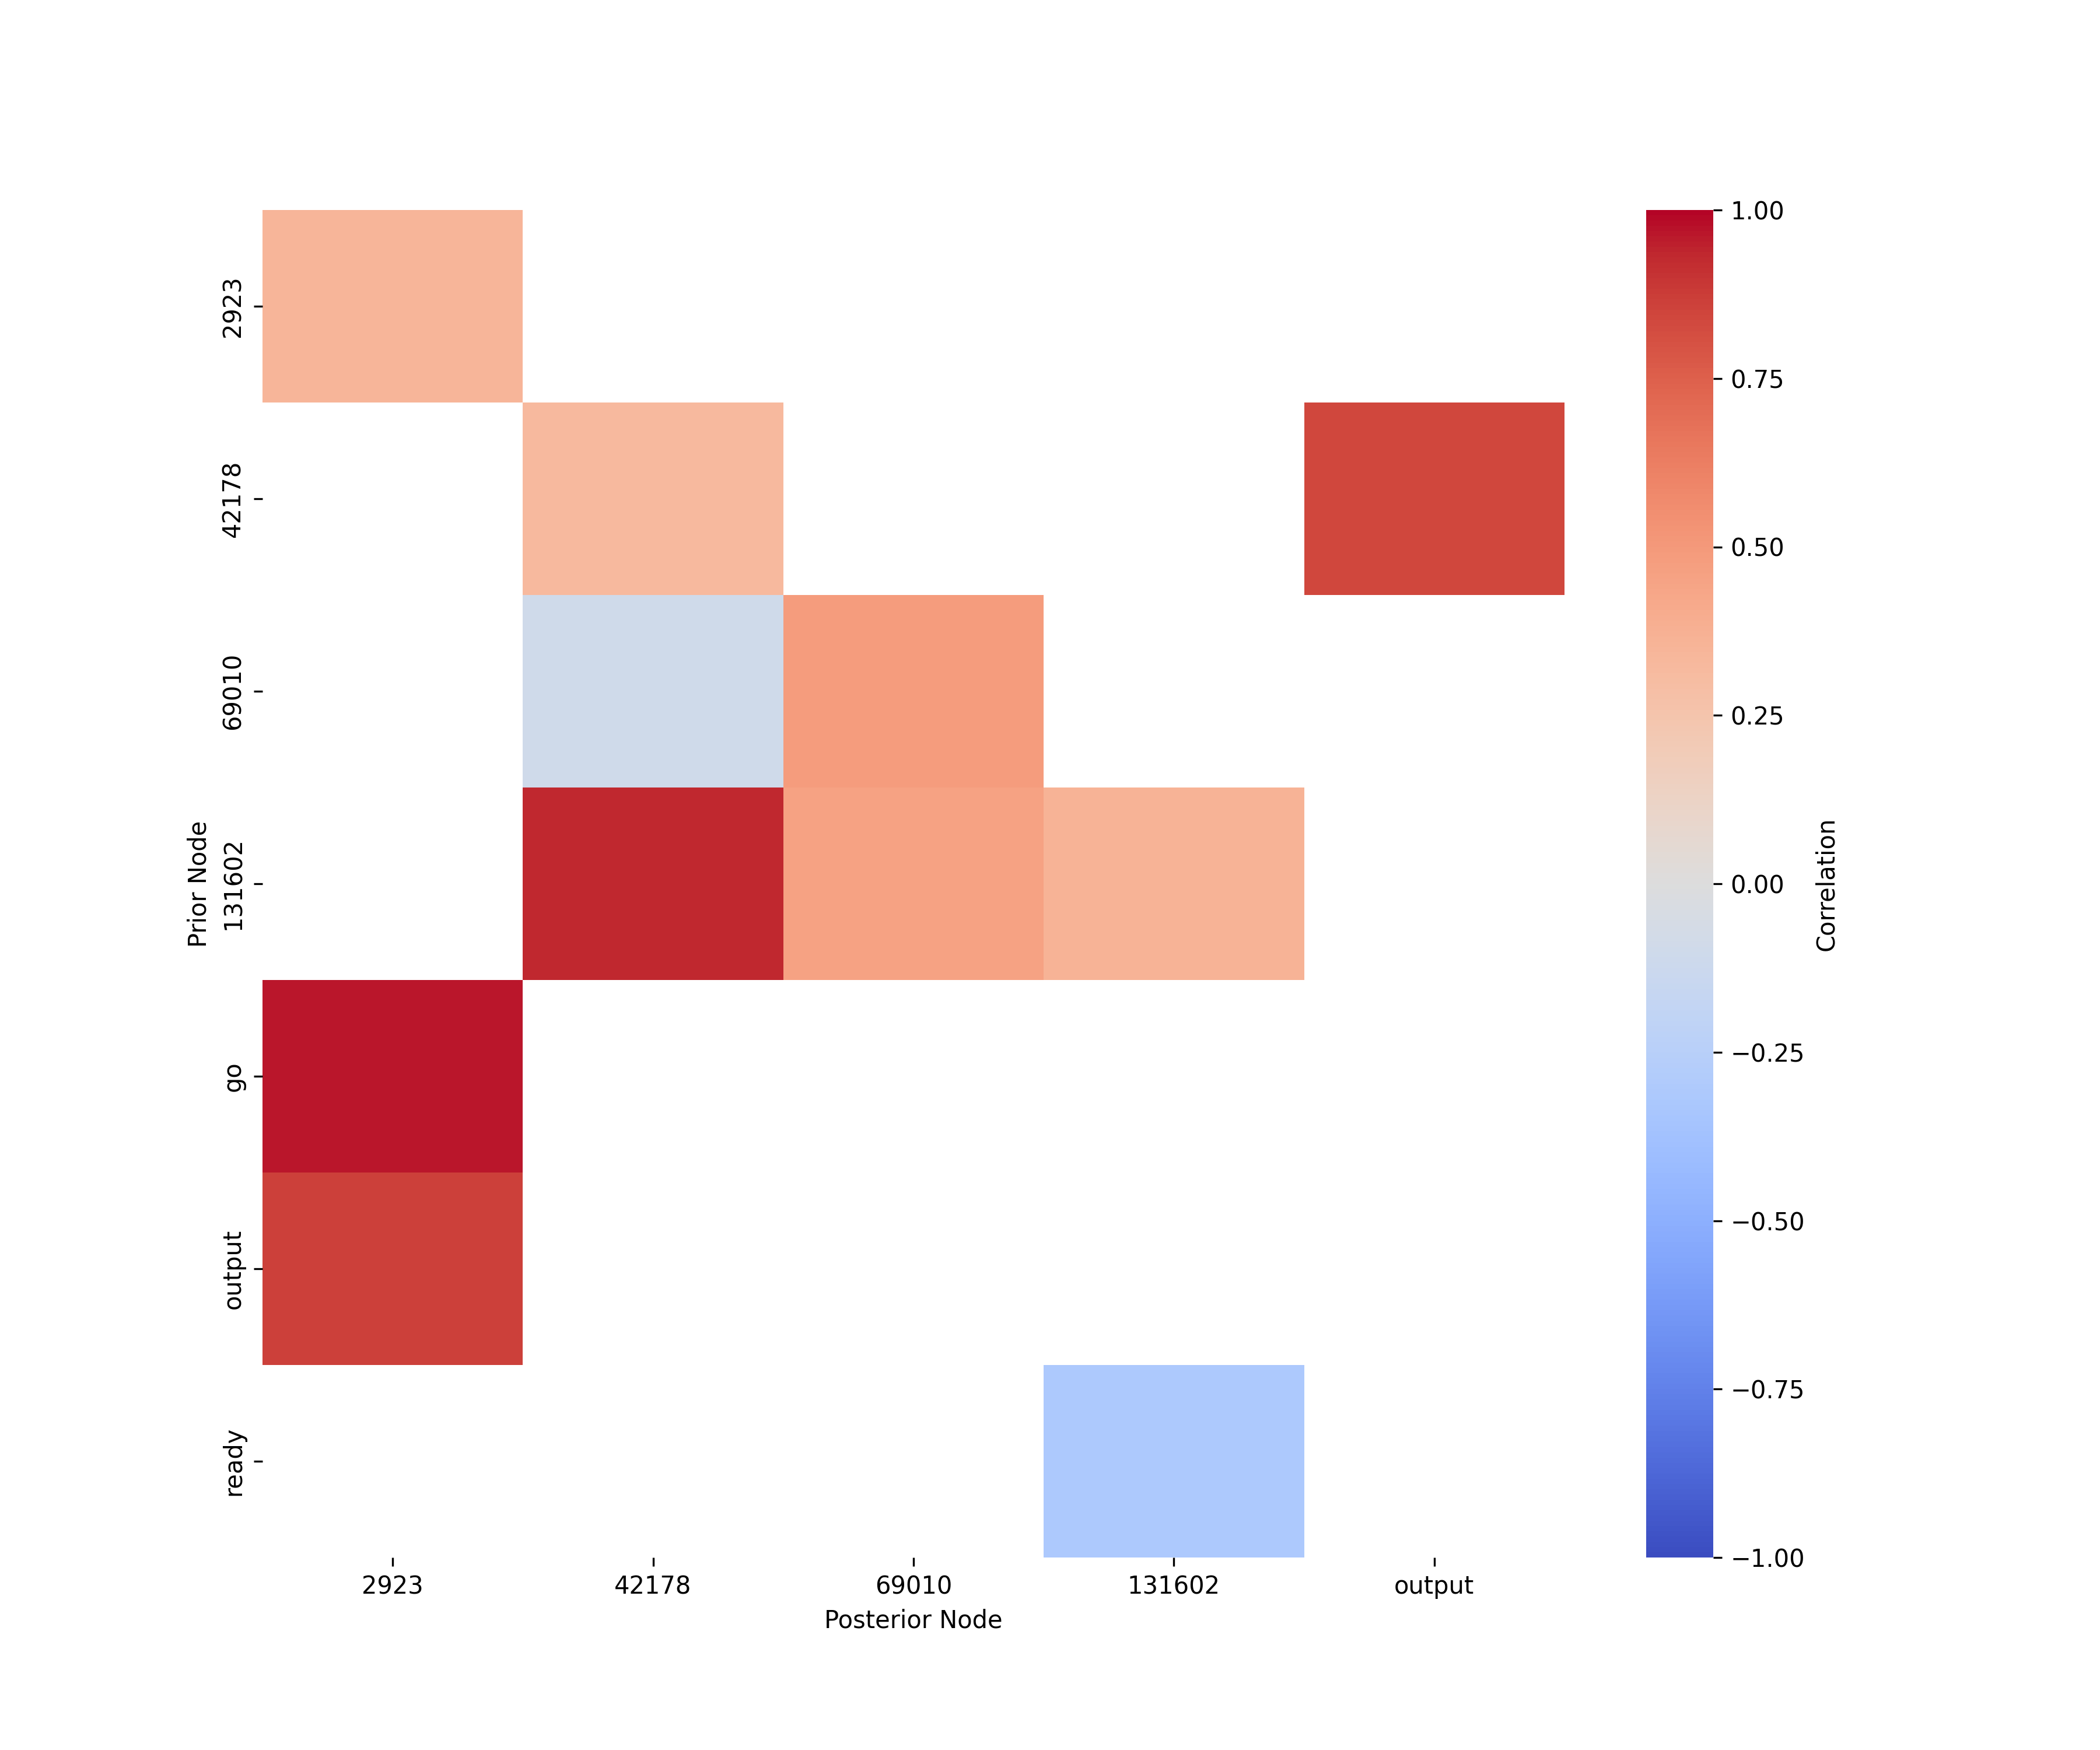 Prior Node
2923
42178
69010
131602
go
output
ready
2923
42178
69010
131602
output
Posterior Node
1.00
0.75
0.50
0.25
0.00
−0.25
−0.50
−0.75
−1.00
Correlation